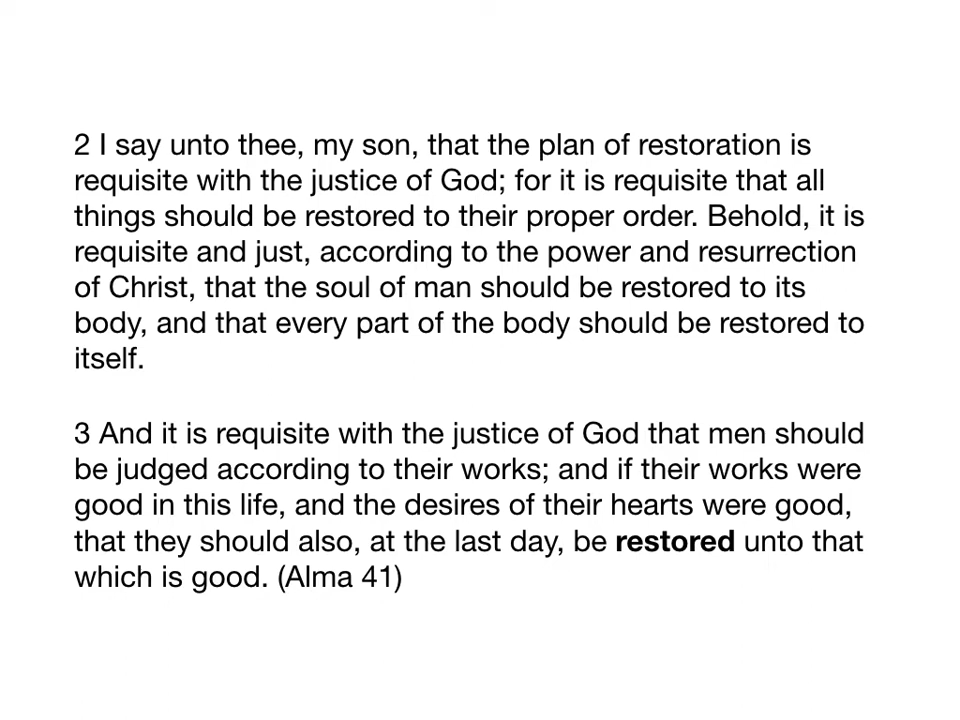 2 I say unto thee, my son, that the plan of restoration is
requisite with the justice of God; for it is requisite that all
things should be restored to their proper order. Behold, it is
requisite and just, according to the power and resurrection
of Christ, that the soul of man should be restored to its
body, and that every part of the body should be restored to
itself.
3 And it is requisite with the justice of God that men should
be judged according to their works; and if their works were
good in this life, and the desires of their hearts were good,
that they should also, at the last day, be restored unto that
which is good. (Alma 41)